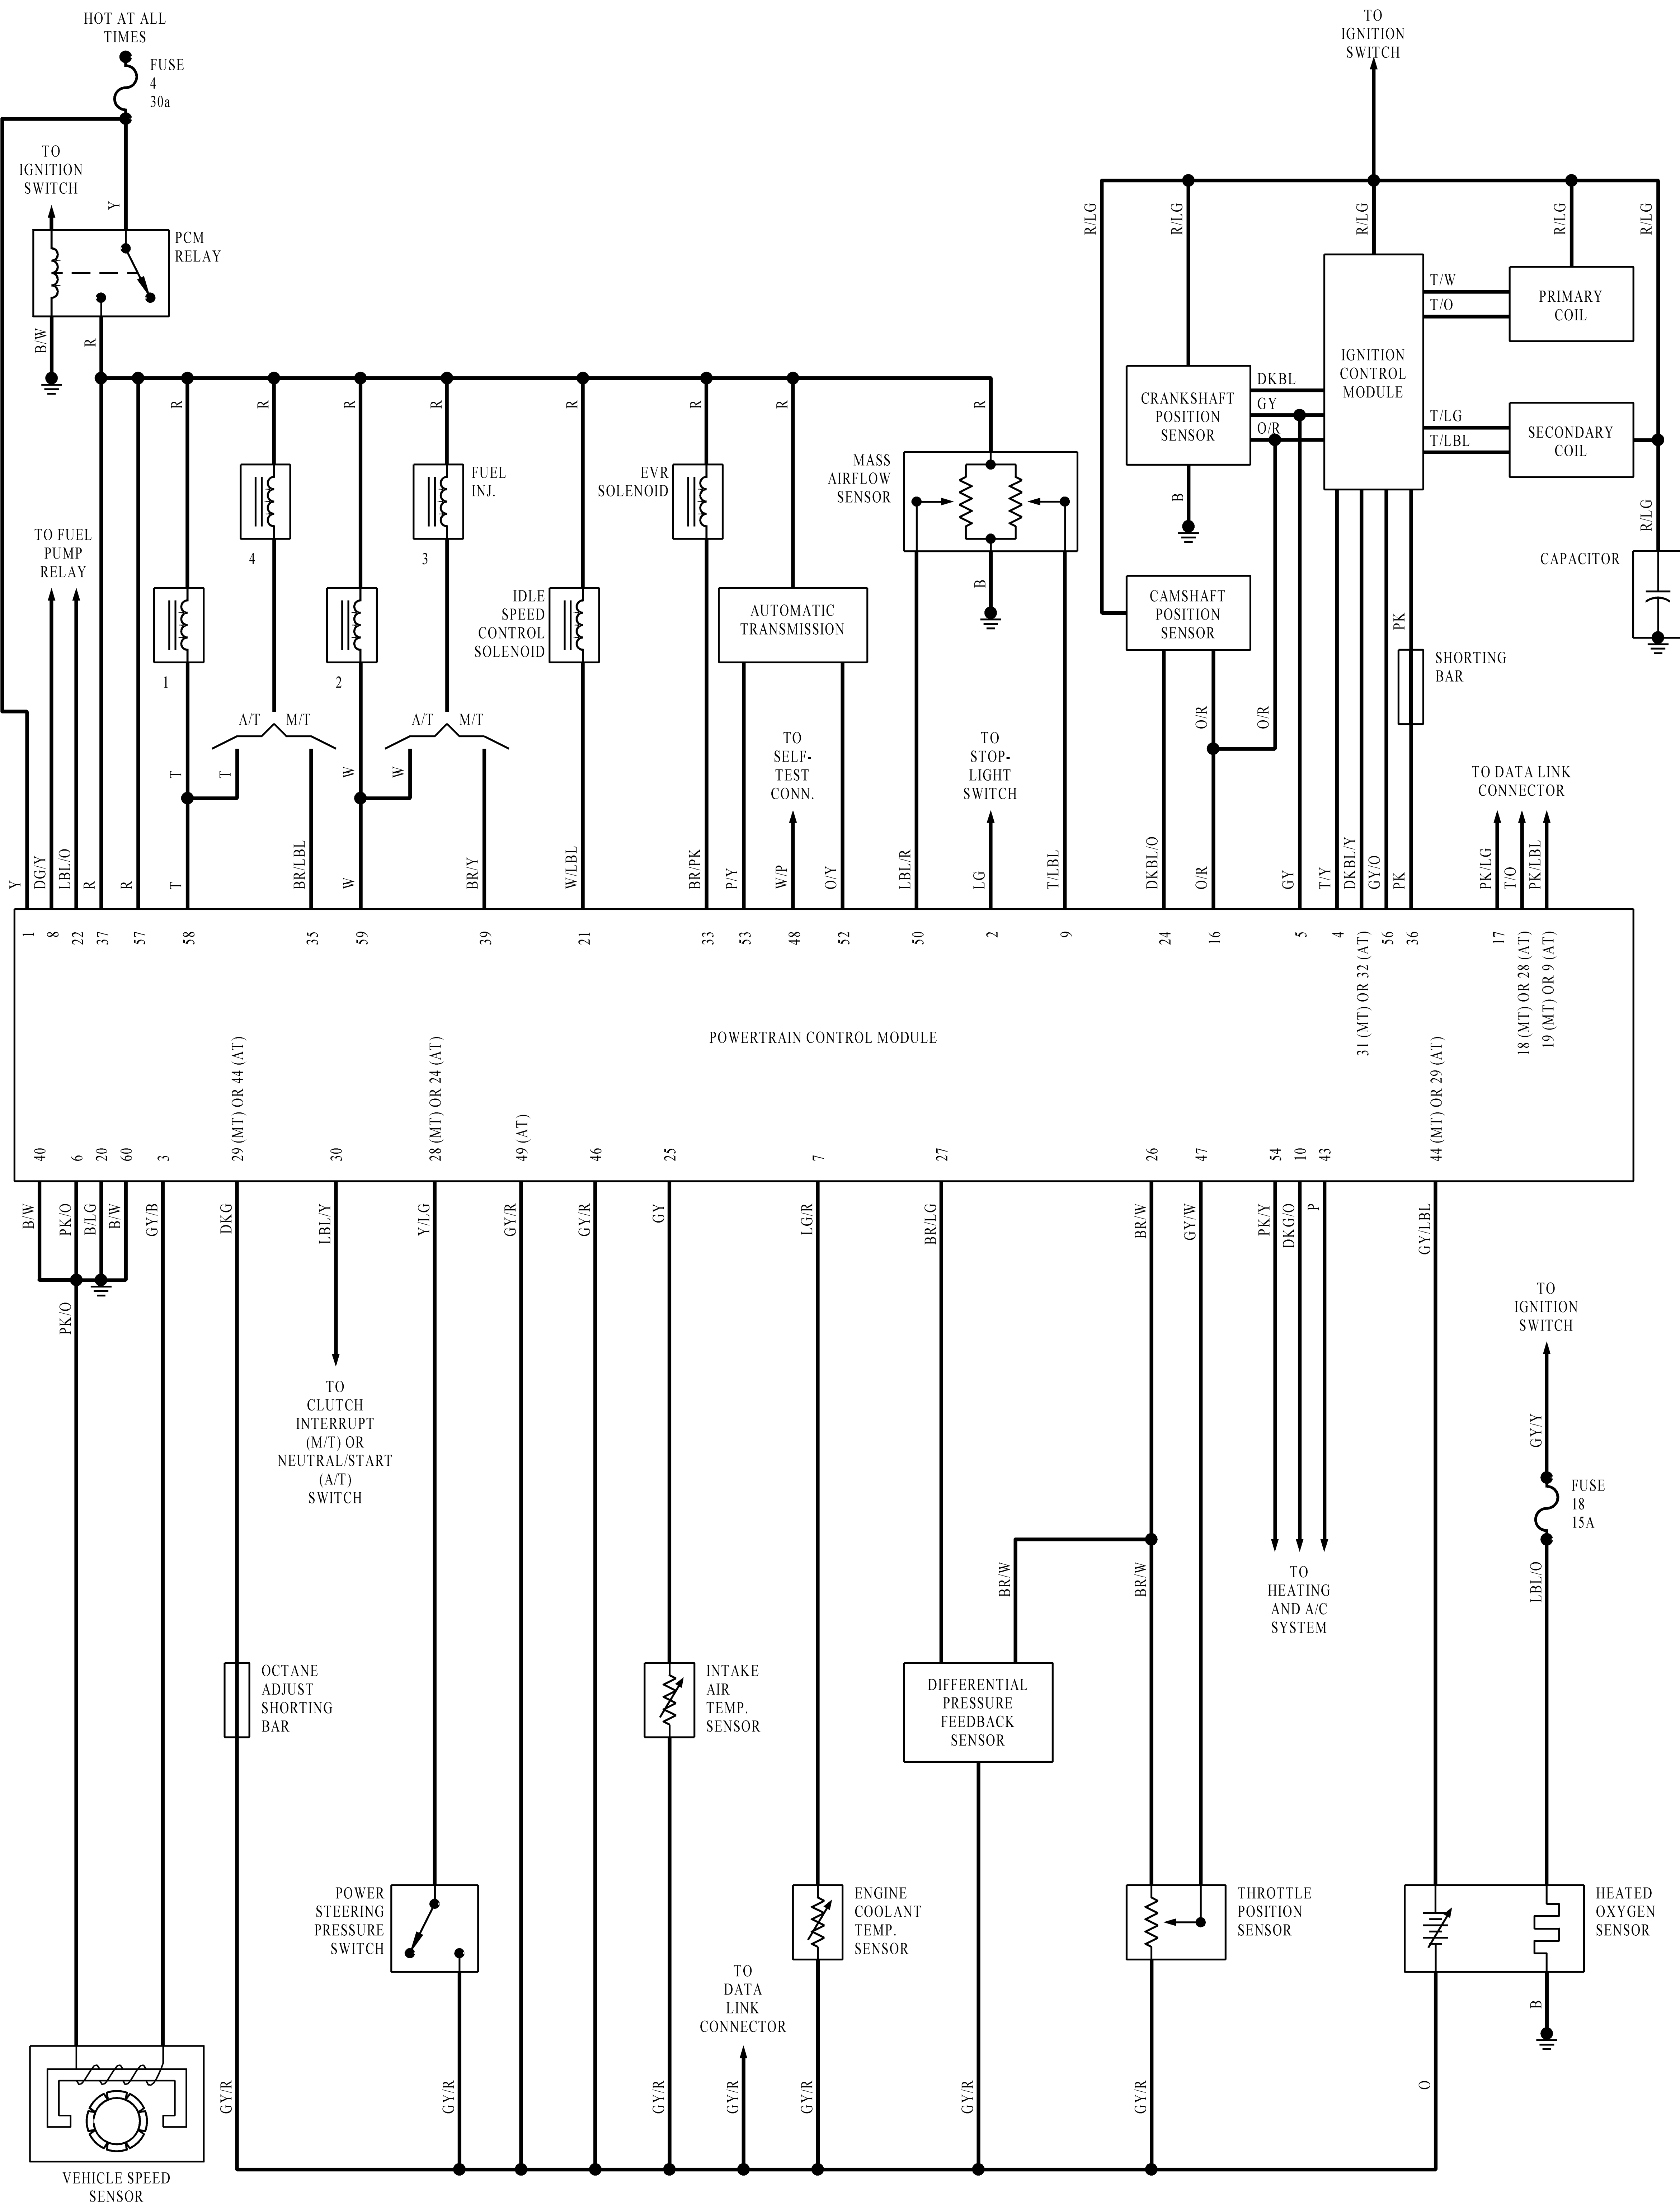 HOT AT ALL
TIMES
FUSE
4
30a
TO
IGNITION
SWITCH
Y
PCM
RELAY
B/W
R
TO
IGNITION
SWITCH
R/LG
R/LG
R/LG
R/LG
R/LG
T/W
T/O
PRIMARY
COIL
IGNITION
CONTROL
MODULE
CRANKSHAFT
POSITION
SENSOR
DKBL
GY
O/R
T/LG
T/LBL
SECONDARY
COIL
B
R/LG
CAPACITOR
R
R
R
R
R
R
R
R
FUEL
INJ.
EVR
SOLENOID
MASS
AIRFLOW
SENSOR
4
3
TO FUEL
PUMP
RELAY
1
2
IDLE
SPEED
CONTROL
SOLENOID
AUTOMATIC
TRANSMISSION
B
CAMSHAFT
POSITION
SENSOR
PK
SHORTING
BAR
A/T
M/T
A/T
M/T
O/R
O/R
T
T
W
W
TO
SELF-
TEST
CONN.
TO
STOP-
LIGHT
SWITCH
TO DATA LINK
CONNECTOR
Y
DG/Y
LBL/O
R
R
T
BR/LBL
W
BR/Y
W/LBL
BR/PK
P/Y
W/P
O/Y
LBL/R
LG
T/LBL
DKBL/O
O/R
GY
T/Y
DKBL/Y
GY/O
PK
PK/LG
T/O
PK/LBL
1
8
22
37
57
58
35
59
39
21
33
53
48
52
50
2
9
24
16
5
4
31 (MT) OR 32 (AT)
56
36
17
18 (MT) OR 28 (AT)
19 (MT) OR 9 (AT)
POWERTRAIN CONTROL MODULE
40
6
20
60
3
29 (MT) OR 44 (AT)
30
28 (MT) OR 24 (AT)
49 (AT)
46
25
7
27
26
47
54
10
43
44 (MT) OR 29 (AT)
B/W
PK/O
B/LG
B/W
GY/B
DKG
LBL/Y
Y/LG
GY/R
GY/R
GY
LG/R
BR/LG
BR/W
GY/W
PK/Y
DKG/O
P
GY/LBL
PK/O
TO
IGNITION
SWITCH
TO
CLUTCH
INTERRUPT
(M/T) OR
NEUTRAL/START
(A/T)
SWITCH
GY/Y
FUSE
18
15A
BR/W
BR/W
TO
HEATING
AND A/C
SYSTEM
LBL/O
OCTANE
ADJUST
SHORTING
BAR
INTAKE
AIR
TEMP.
SENSOR
DIFFERENTIAL
PRESSURE
FEEDBACK
SENSOR
POWER
STEERING
PRESSURE
SWITCH
ENGINE
COOLANT
TEMP.
SENSOR
THROTTLE
POSITION
SENSOR
HEATED
OXYGEN
SENSOR
TO
DATA
LINK
CONNECTOR
B
GY/R
GY/R
GY/R
GY/R
GY/R
GY/R
GY/R
O
VEHICLE SPEED
SENSOR